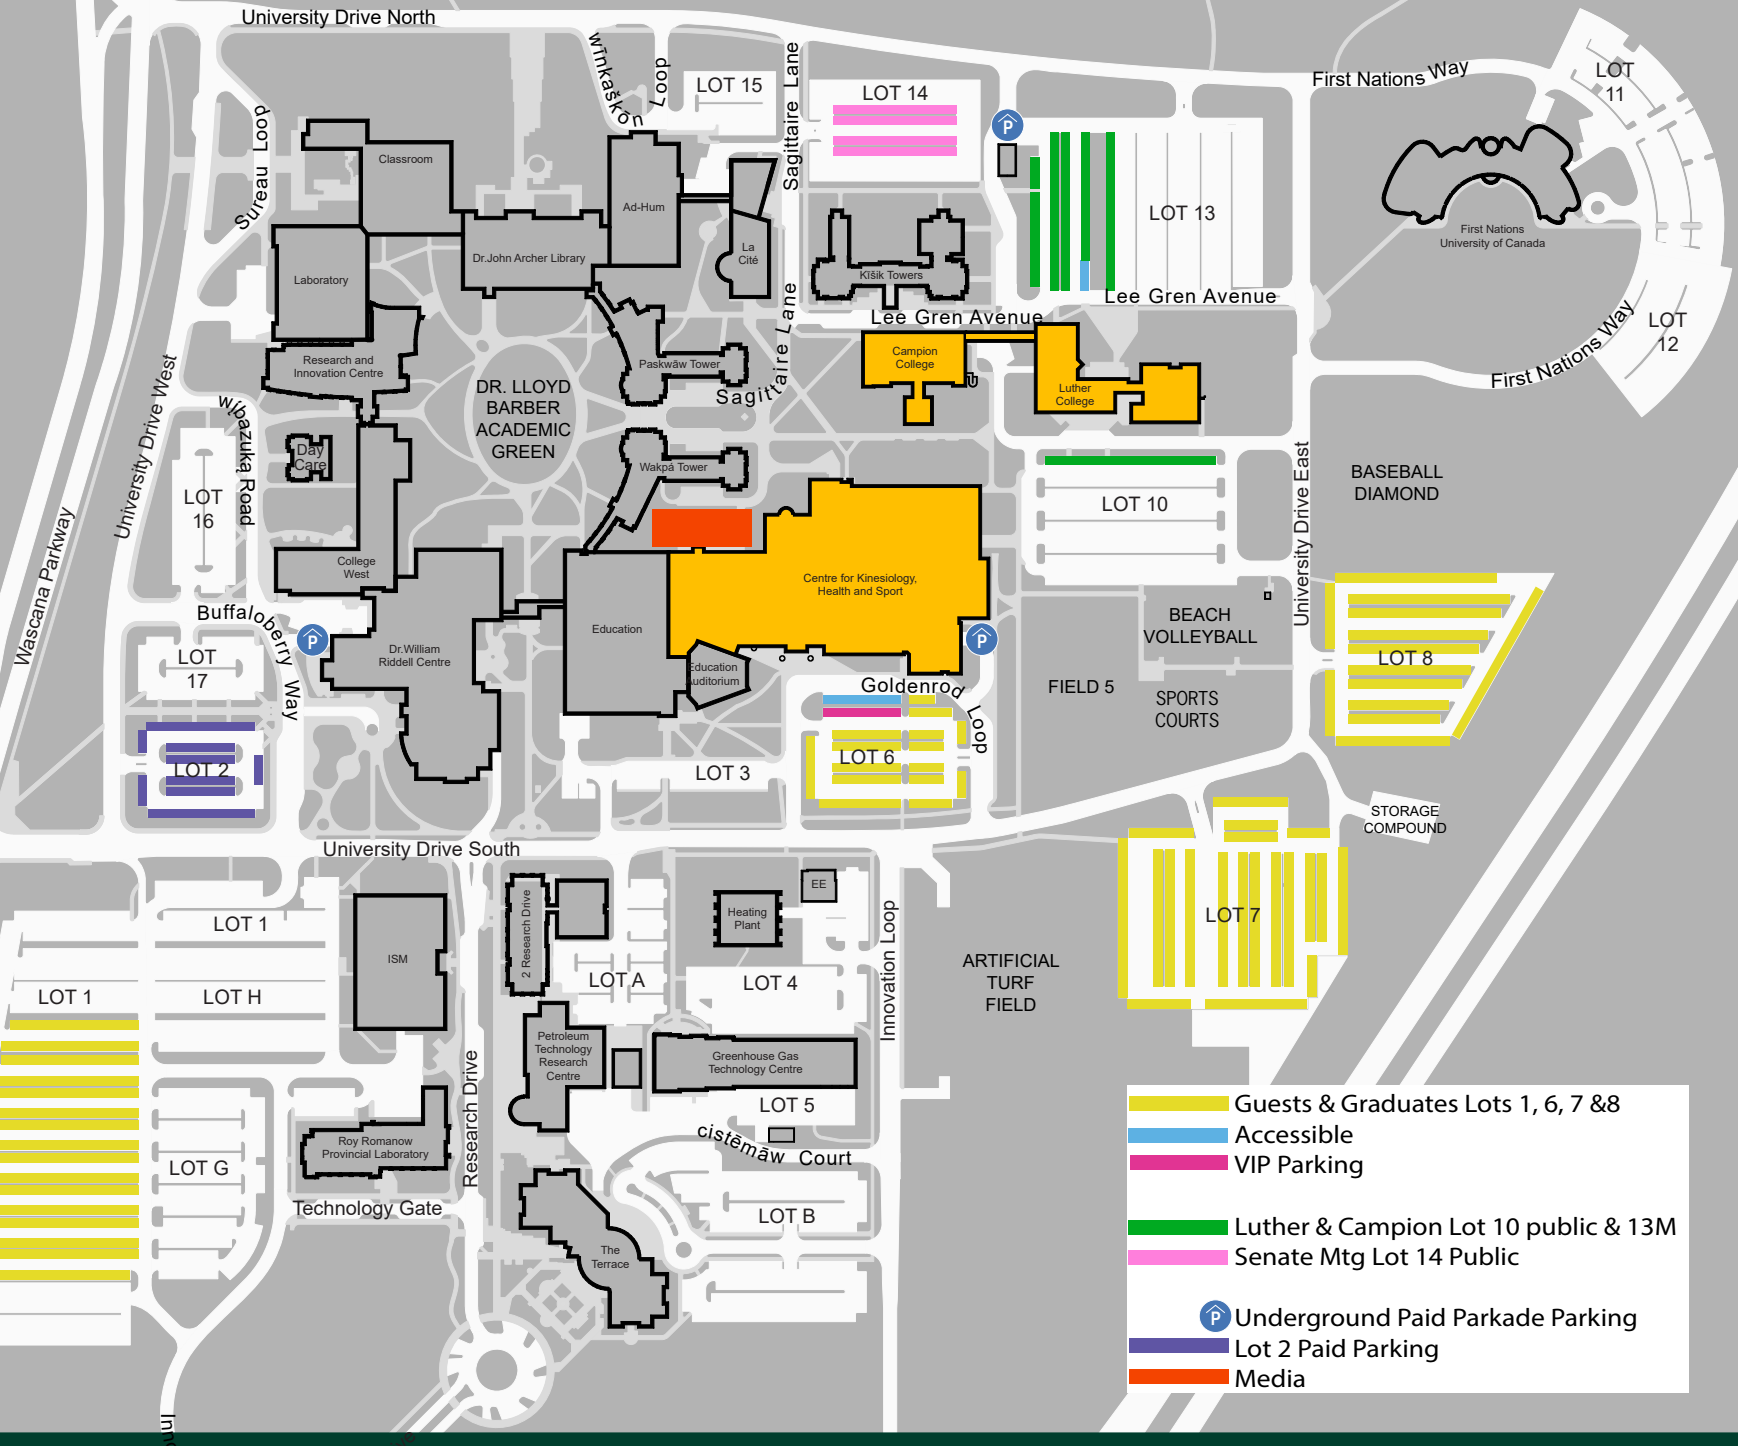 University Drive North
wīnkaškōn
Loop
LOT 15
Sagittaire Lane
LOT 14
First Nations Way
LOT
11
Sureau Loop
Classroom
Ad-Hum
LOT 13
La
Cité
Dr.John Archer Library
First Nations
University of Canada
Laboratory
Kīšik Towers
Lee Gren Avenue
Lee Gren Avenue
Sagittaire Lane
LOT
12
First Nations Way
Research and
Innovation Centre
Paskwāw Tower
Campion
College
Luther
College
DR. LLOYD
BARBER
ACADEMIC
GREEN
University Drive West
Road
Day
Care
Wakpá Tower
LOT
16
LOT 10
University Drive East
BASEBALL
DIAMOND
Wascana Parkway
College
West
Centre for Kinesiology,
Health and Sport
Buffaloberry Way
Education
BEACH
VOLLEYBALL
Dr.William
Riddell Centre
LOT
17
Education
Auditorium
Goldenrod Loop
FIELD 5
SPORTS
COURTS
LOT 8
LOT 2
LOT 3
LOT 6
STORAGE
COMPOUND
University Drive South
LOT 1
ISM
2 Research Drive
EE
Heating
Plant
LOT 7
Innovation Loop
LOT A
LOT 4
ARTIFICIAL
TURF
FIELD
LOT 1
LOT H
Petroleum
Technology
Research
Centre
Greenhouse Gas
Technology Centre
Research Drive
LOT 5
cistēmāw Court
Roy Romanow
Provincial Laboratory
LOT G
Technology Gate
LOT B
The
Terrace
Guests & Graduates Lots 1, 6, 7 &8
Accessible
VIP Parking
Luther & Campion Lot 10 public & 13M
Senate Mtg Lot 14 Public
P Underground Paid Parkade Parking
Lot 2 Paid Parking
Media
P
P
P